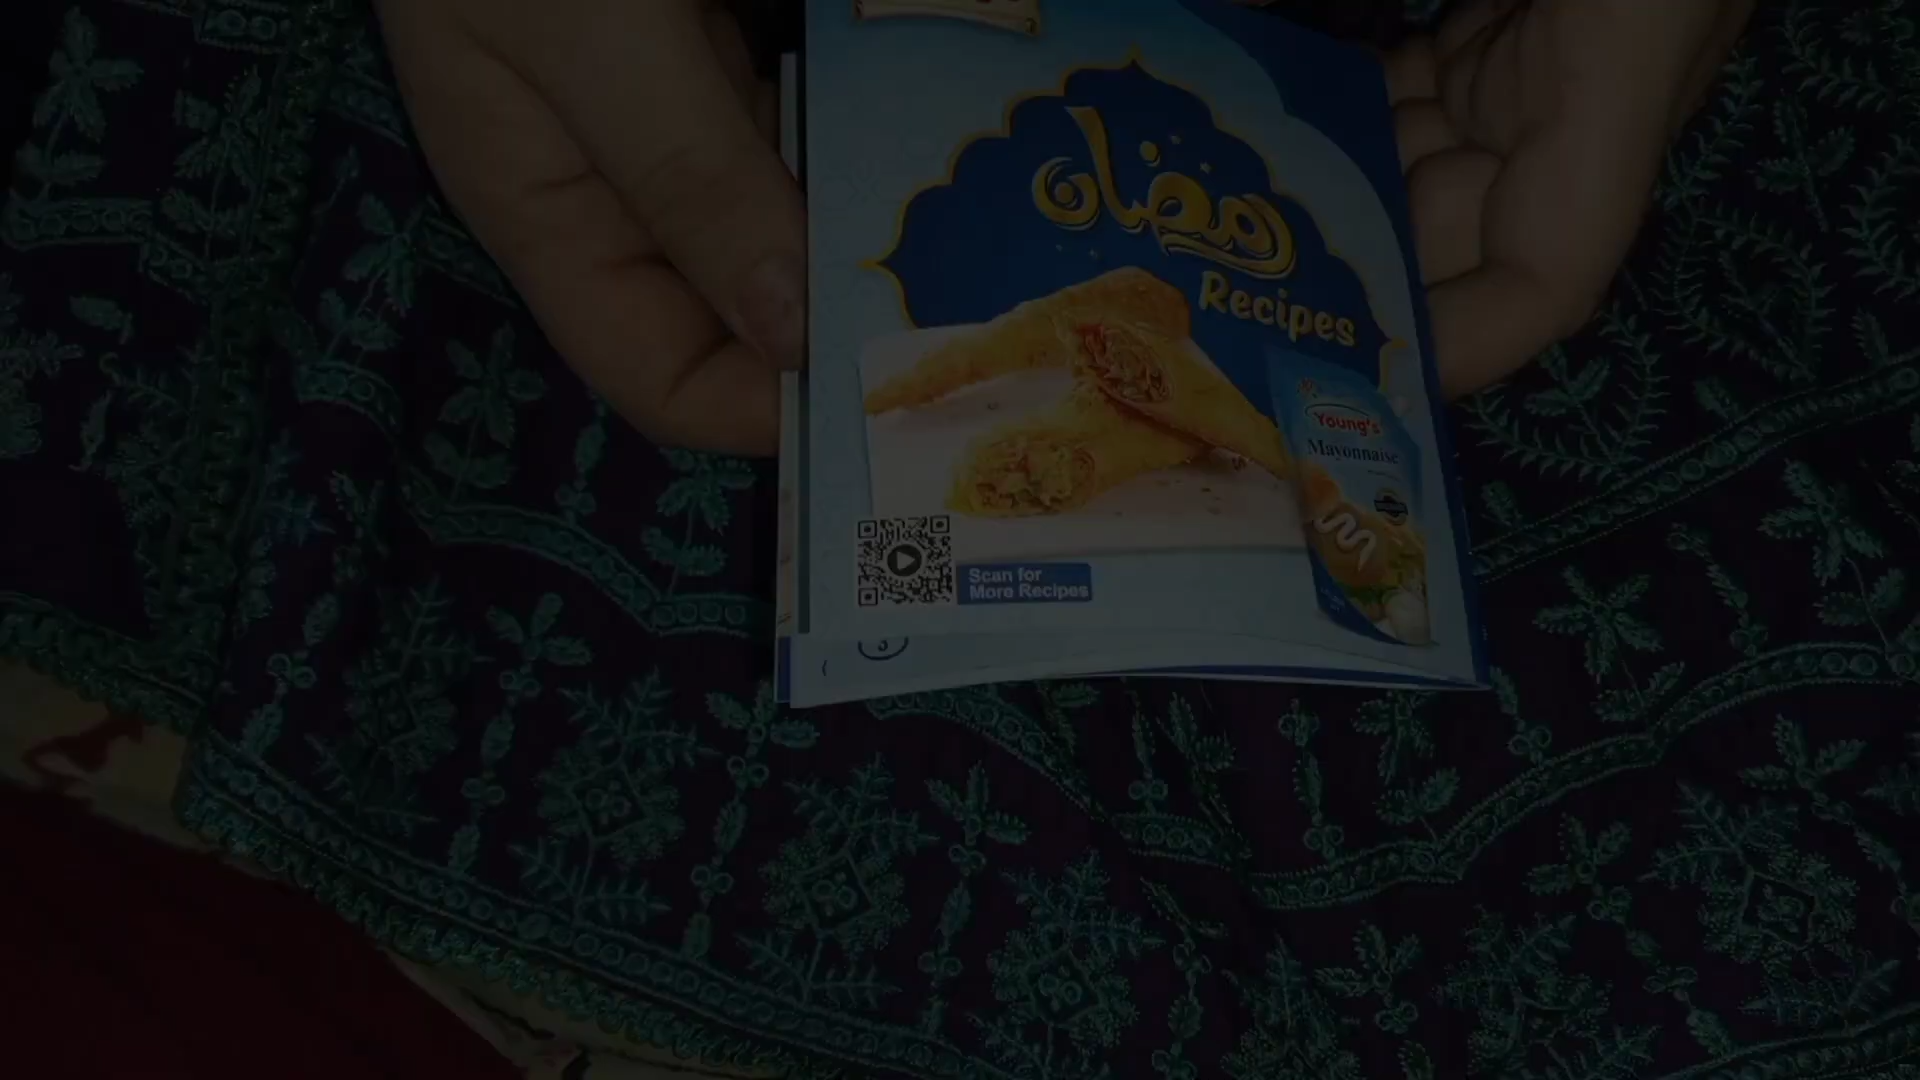 رمضان
Recipes
Young's
Mayonnaise
Scan for
More Recipes